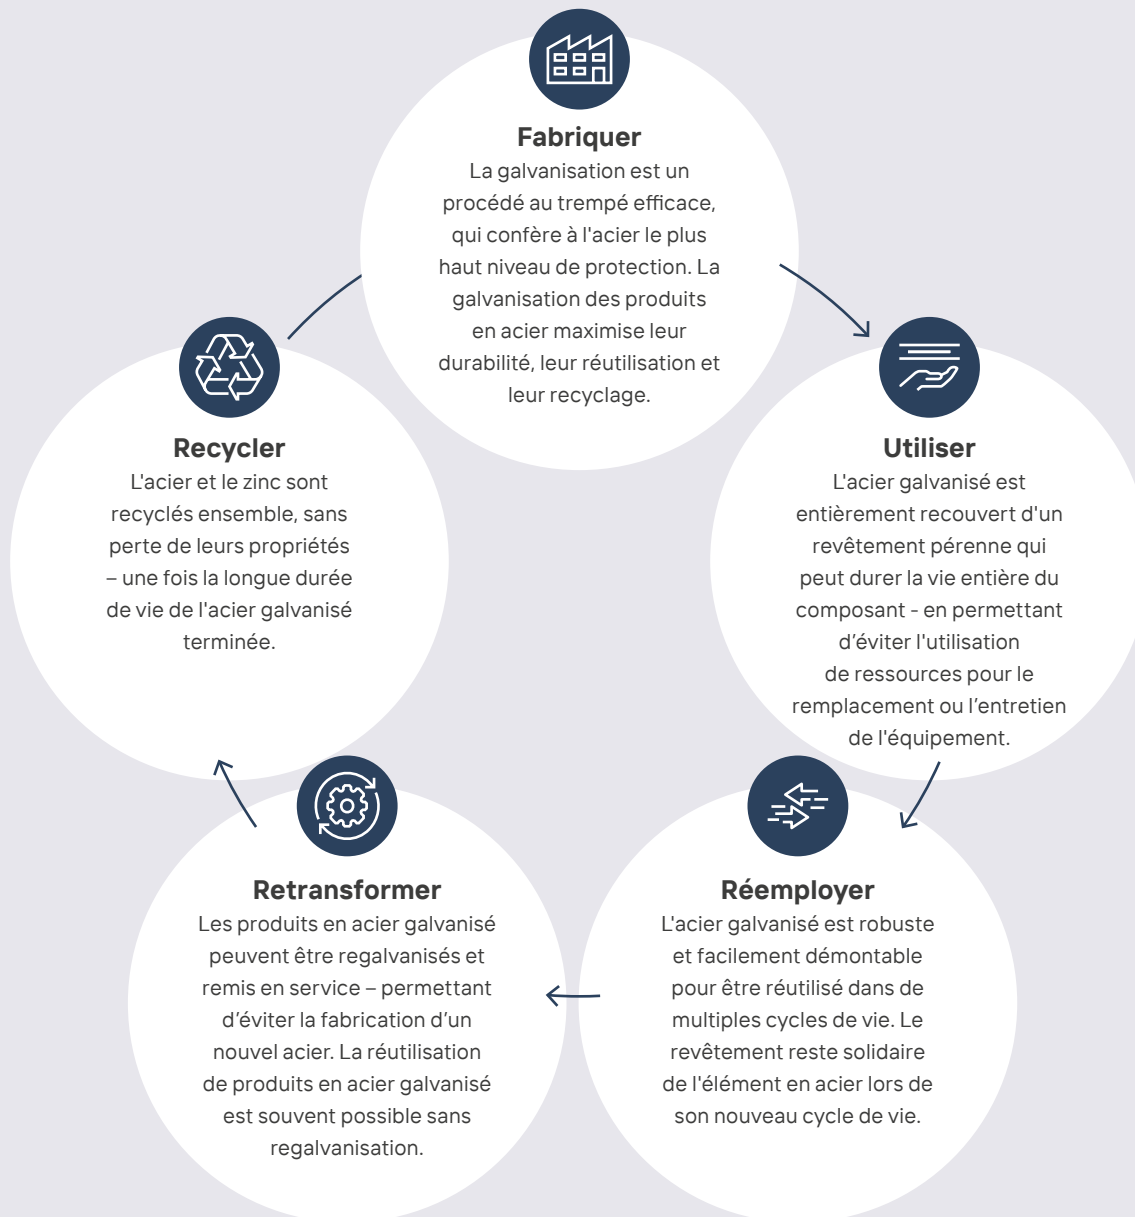 Fabriquer
La galvanisation est un
procédé au trempé efficace,
qui confère à l'acier le plus
haut niveau de protection. La
galvanisation des produits
en acier maximise leur
durabilité, leur réutilisation et
leur recyclage.
Utiliser
L'acier galvanisé est
entièrement recouvert d'un
revêtement pérenne qui
peut durer la vie entière du
composant - en permettant
d’éviter l'utilisation
de ressources pour le
remplacement ou l’entretien
de l'équipement.
Réemployer
L'acier galvanisé est robuste
et facilement démontable
pour être réutilisé dans de
multiples cycles de vie. Le
revêtement reste solidaire
de l'élément en acier lors de
son nouveau cycle de vie.
Retransformer
Les produits en acier galvanisé
peuvent être regalvanisés et
remis en service – permettant
d’éviter la fabrication d’un
nouvel acier. La réutilisation
de produits en acier galvanisé
est souvent possible sans
regalvanisation.
Recycler
L'acier et le zinc sont
recyclés ensemble, sans
perte de leurs propriétés
– une fois la longue durée
de vie de l'acier galvanisé
terminée.